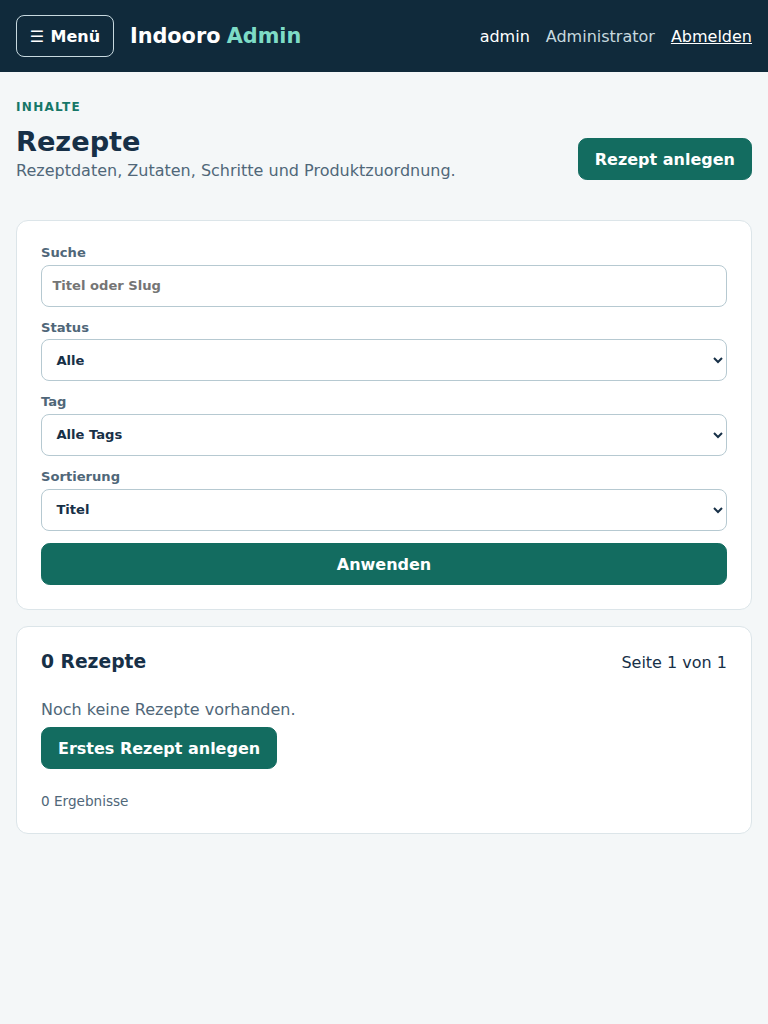 ☰ Menü
Indooro Admin
admin Administrator Abmelden
INHALTE
Rezepte
Rezeptdaten, Zutaten, Schritte und Produktzuordnung.
Rezept anlegen
Suche
Titel oder Slug
Status
Alle
Tag
Alle Tags
Sortierung
Titel
Anwenden
0 Rezepte
Seite 1 von 1
Noch keine Rezepte vorhanden.
Erstes Rezept anlegen
0 Ergebnisse